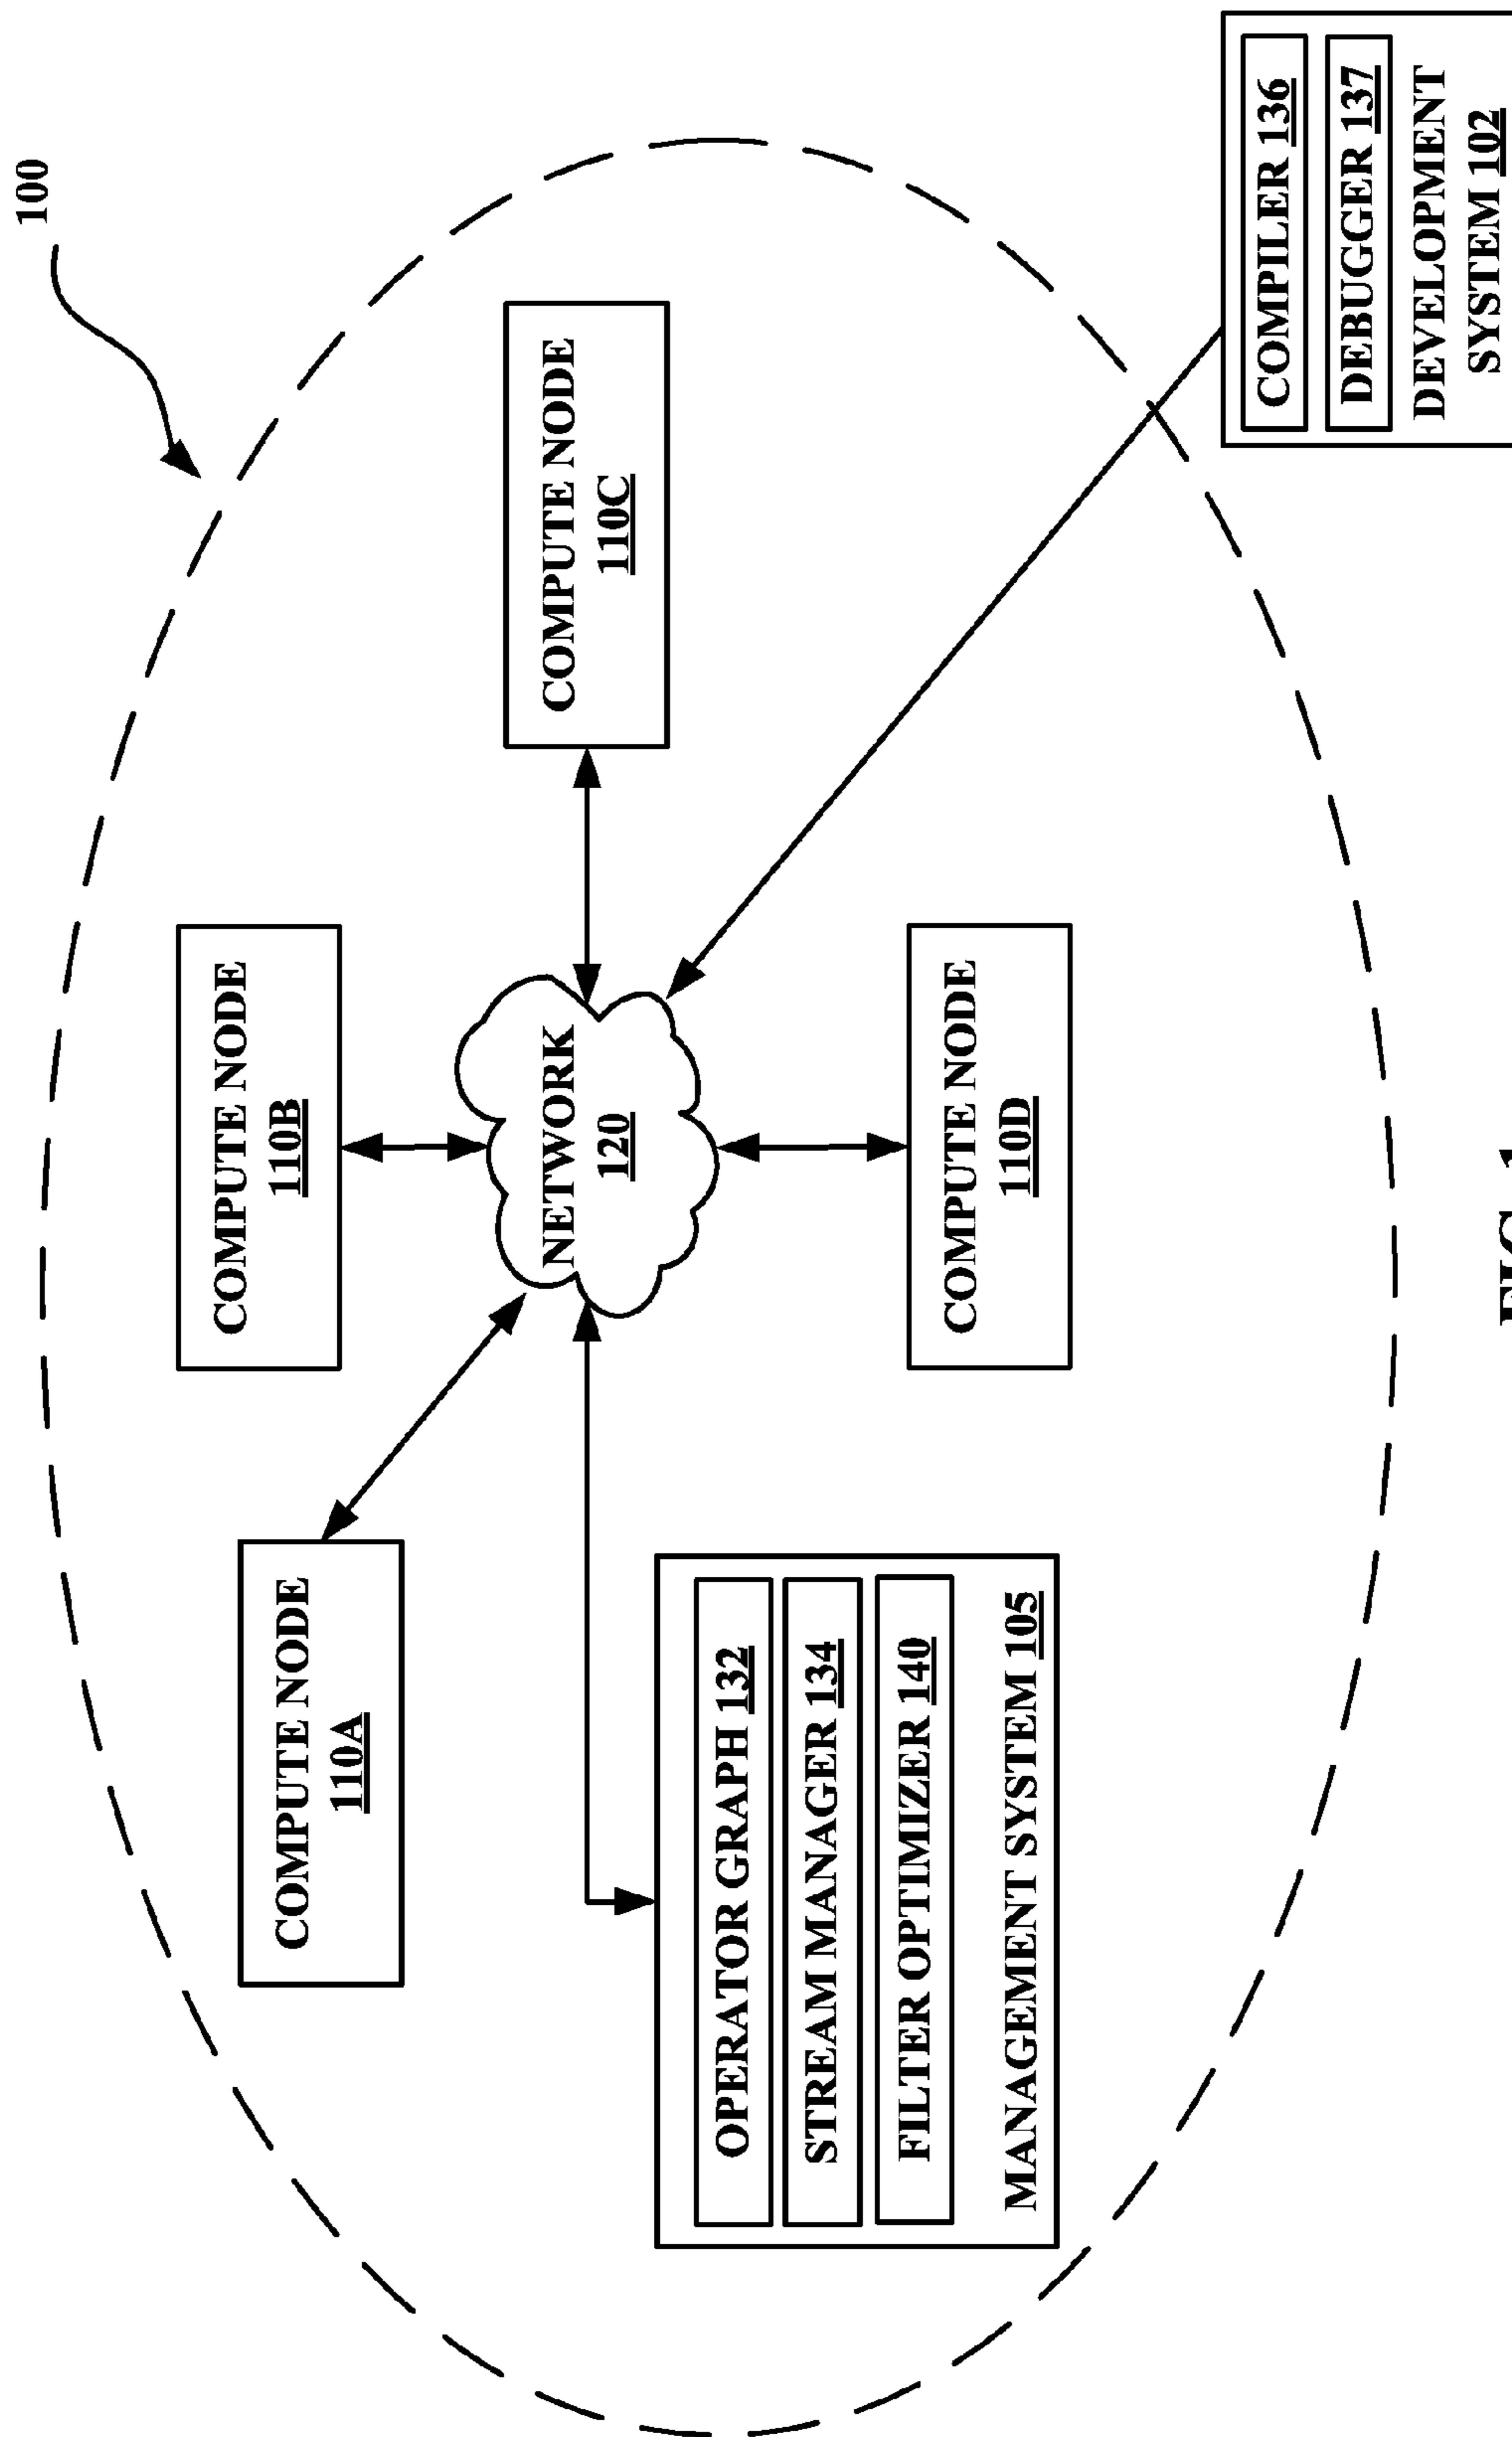 100
COMPUTE NODE
110B
COMPUTE NODE
110A
COMPUTE NODE
110C
NETWORK
120
OPERATOR GRAPH 132
STREAM MANAGER 134
FILTER OPTIMIZER 140
MANAGEMENT SYSTEM 105
COMPUTE NODE
110D
COMPILER 136
DEBUGGER 137
DEVELOPMENT
SYSTEM 102